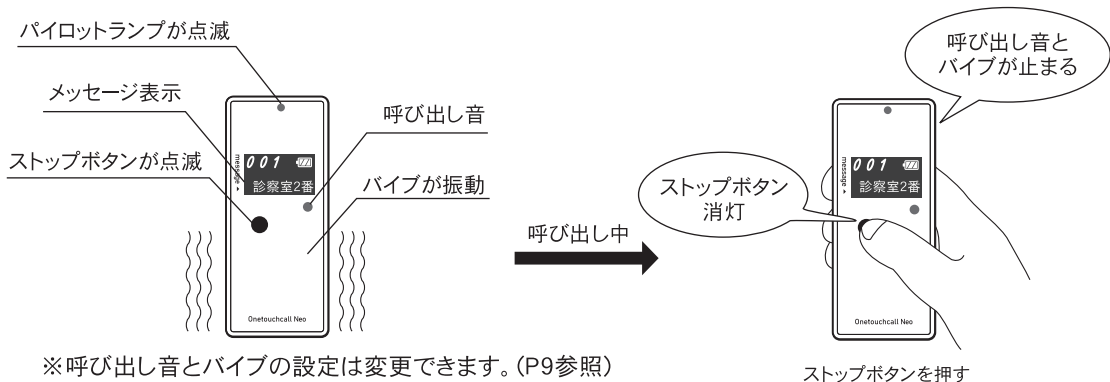 パイロットランプが点滅
メッセージ表示
ストップボタンが点滅
呼び出し音
バイブが振動
message
001
診察室2番
Onetouchcall Neo
※呼び出し音とバイブの設定は変更できます。(P9参照)
呼び出し中
呼び出し音と
バイブが止まる
ストップボタン
消灯
message
001
診察室2番
Onetouchcall Neo
ストップボタンを押す